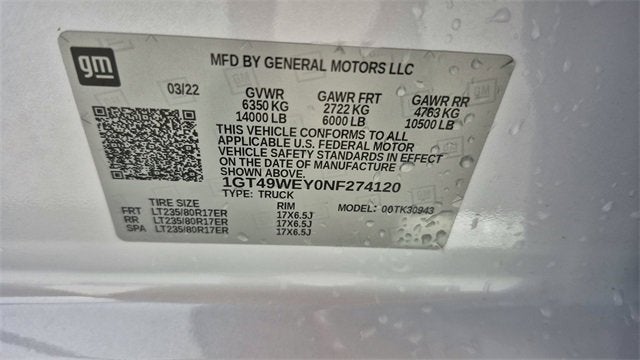 gm
MFD BY GENERAL MOTORS LLC
03/22 GVWR GAWR FRT GAWR RR
6350 KG 2722 KG 4763 KG
14000 LB 6000 LB 10500 LB
THIS VEHICLE CONFORMS TO ALL
APPLICABLE U.S. FEDERAL MOTOR
VEHICLE SAFETY STANDARDS IN EFFECT
ON THE DATE OF MANUFACTURE
SHOWN ABOVE.
1GT49WEY0NF274120
TYPE: TRUCK
TIRE SIZE RIM MODEL: 00TK30943
FRT LT235/80R17ER 17X6.5J
RR LT235/80R17ER 17X6.5J
SPA LT235/80R17ER 17X6.5J